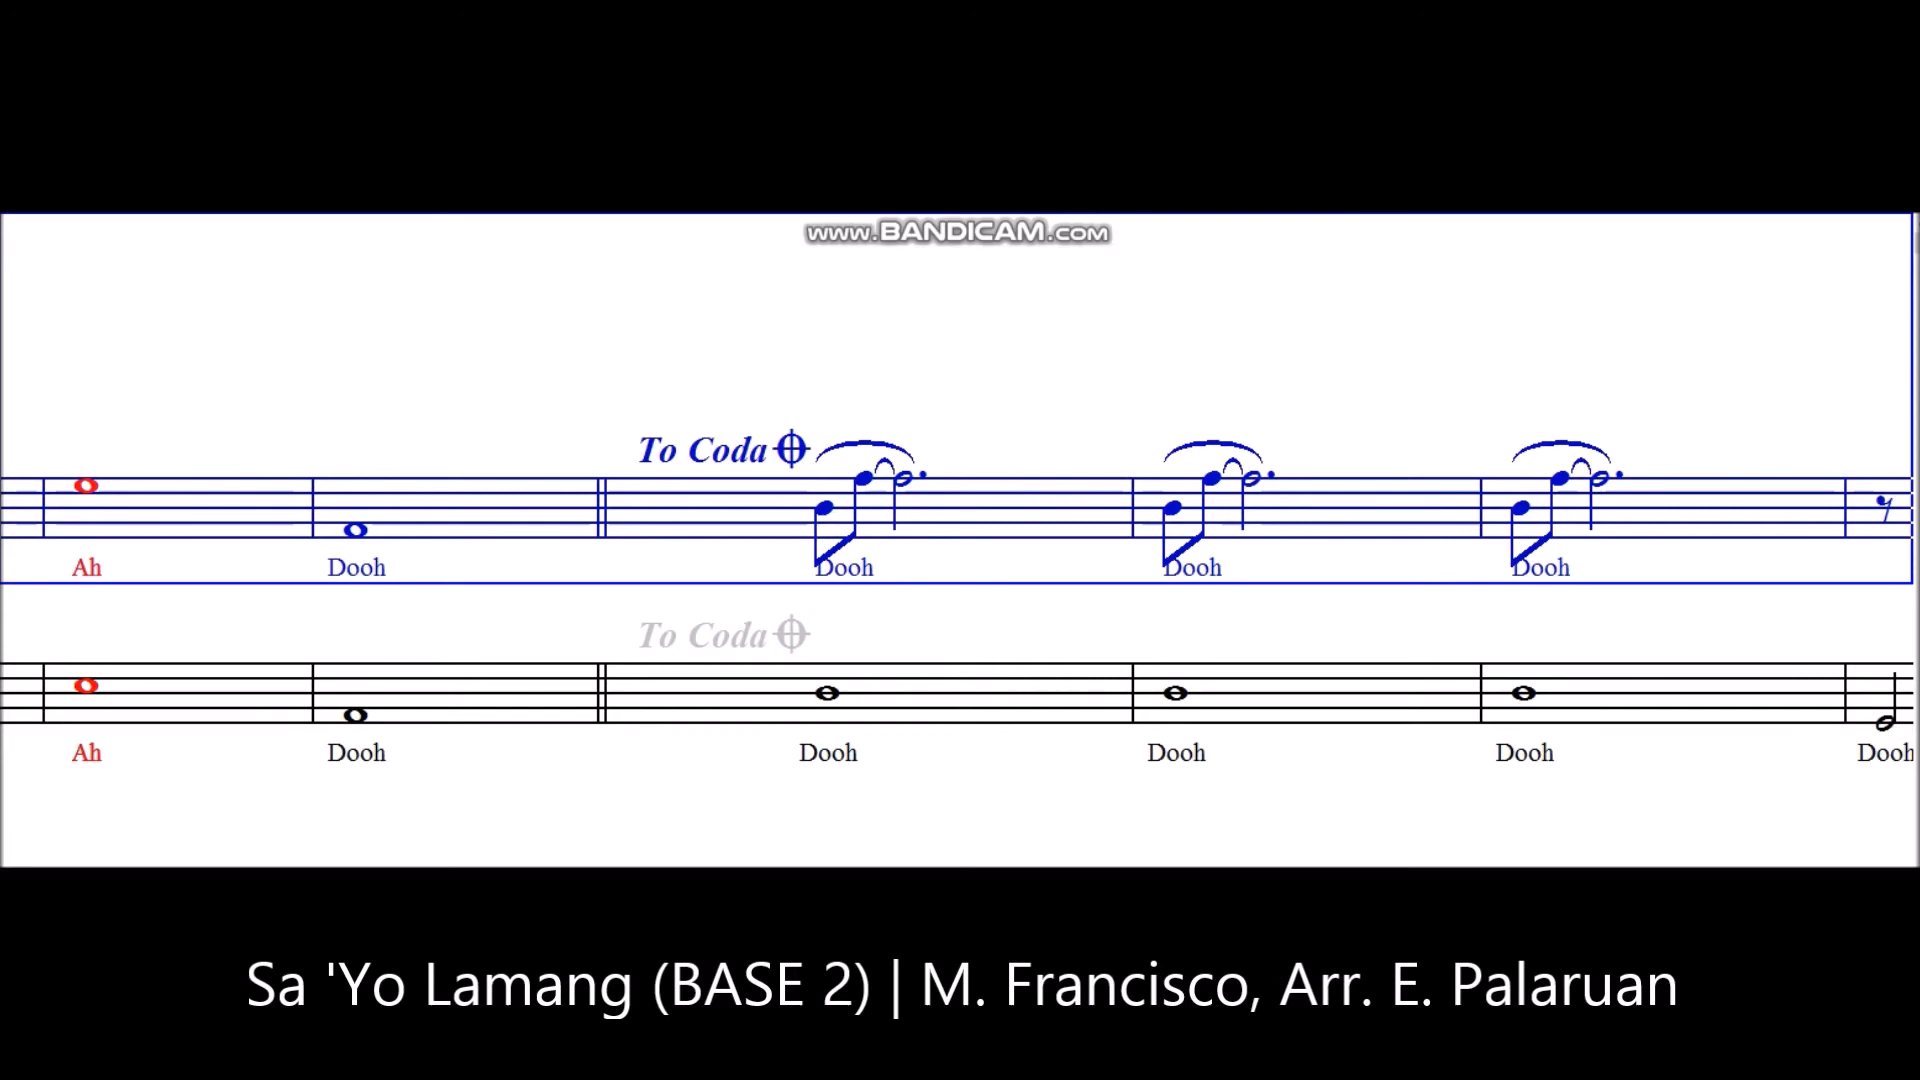 www.BANDICAM.com
To Coda
Ah Dooh Dooh Dooh Dooh
To Coda
Ah Dooh Dooh Dooh Dooh Dooh
Sa 'Yo Lamang (BASE 2) | M. Francisco, Arr. E. Palaruan